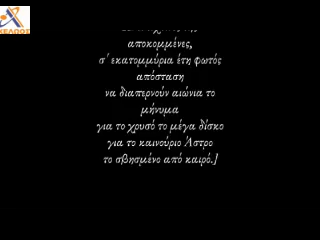 ΝΕΛΩΟΣ
αποκομμένες,
σ΄ εκατομμύρια έτη φωτός
απόσταση
να διαπερνούν αιώνια το
μήνυμα
για το χρυσό το μέγα δίσκο
για το καινούριο Άστρο
το σβησμένο από καιρό.]